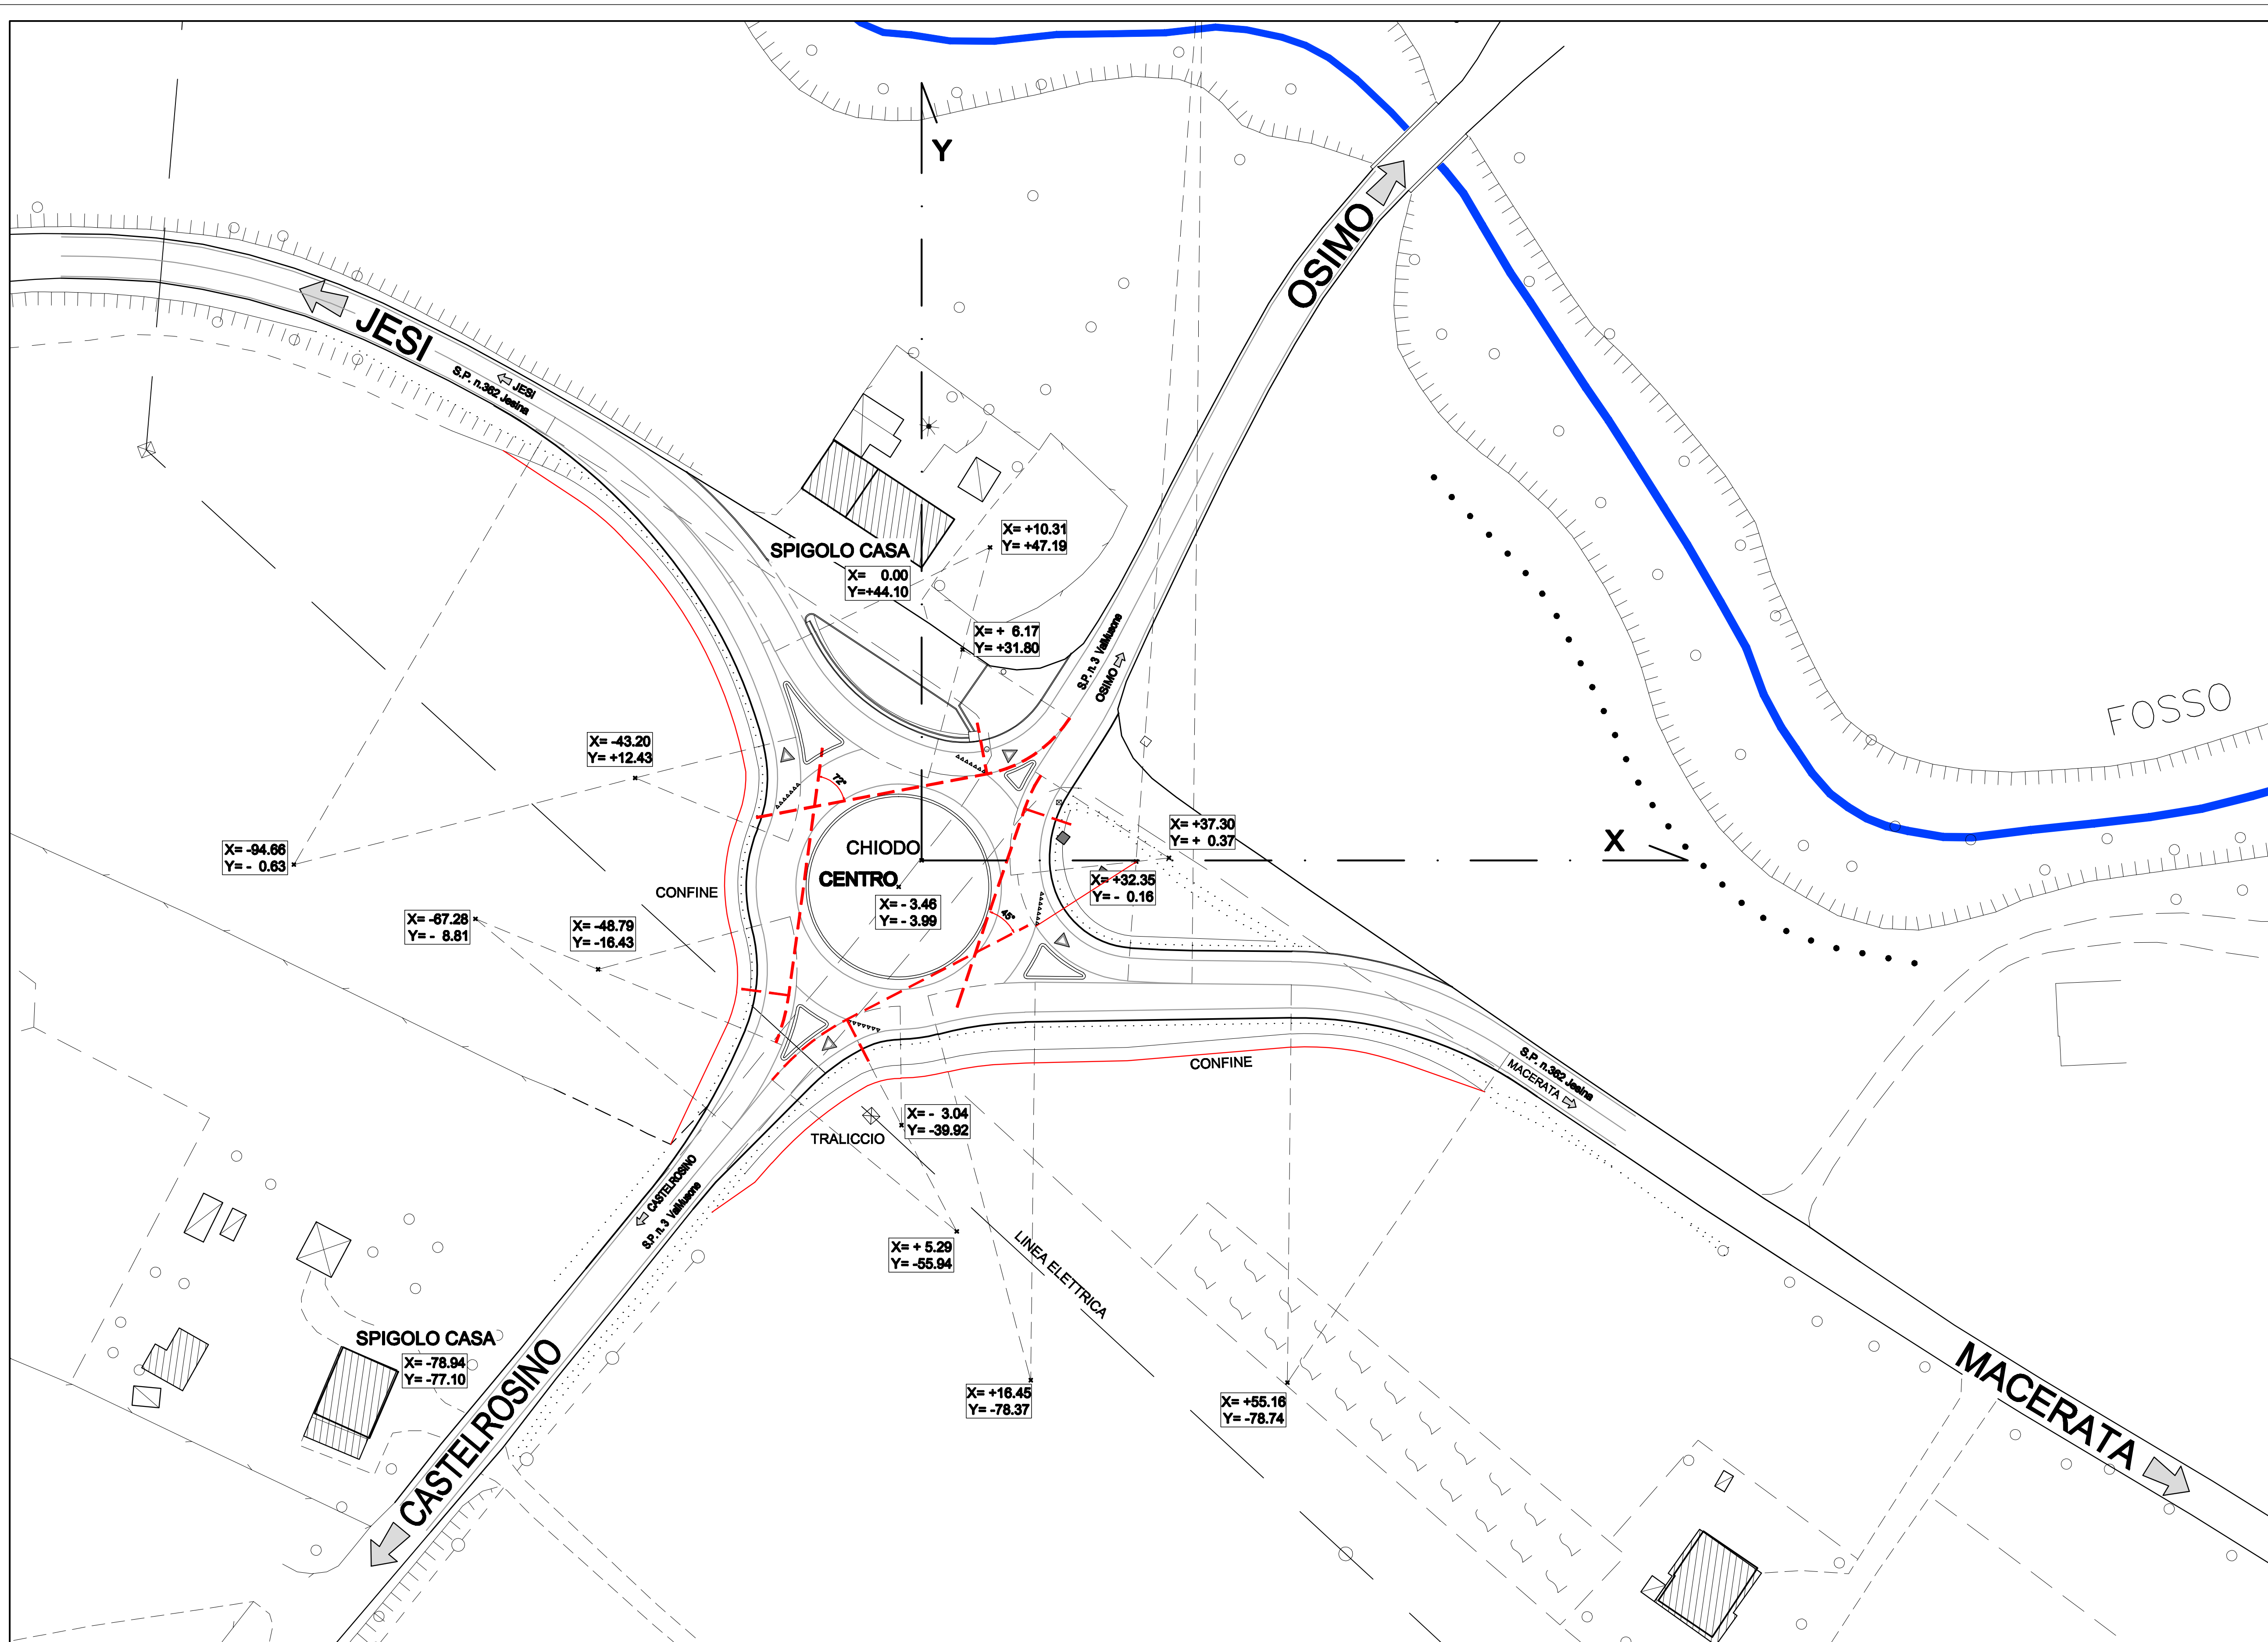 Y
OSIMO
JESI
JESI
S.P. n.362 Jesina
X= +10.31
Y= +47.19
SPIGOLO CASA
X= 0.00
Y=+44.10
X= + 6.17
Y= +31.80
S.P. n. 3 ValMusone
OSIMO
FOSSO
X= -43.20
Y= +12.43
72°
X= +37.30
Y= + 0.37
X
CHIODO
X= -94.66
Y= - 0.63
CENTRO
X= +32.35
Y= - 0.16
CONFINE
X= - 3.46
Y= - 3.99
45°
X= -67.28
Y= - 8.81
X= -48.79
Y= -16.43
CONFINE
S.P. n.362 Jesina
MACERATA
X= - 3.04
Y= -39.92
TRALICCIO
CASTELROSINO
S.P. n. 3 ValMusone
X= + 5.29
Y= -55.94
LINEA ELETTRICA
SPIGOLO CASA
X= -78.94
Y= -77.10
CASTELROSINO
X= +16.45
Y= -78.37
X= +55.16
Y= -78.74
MACERATA